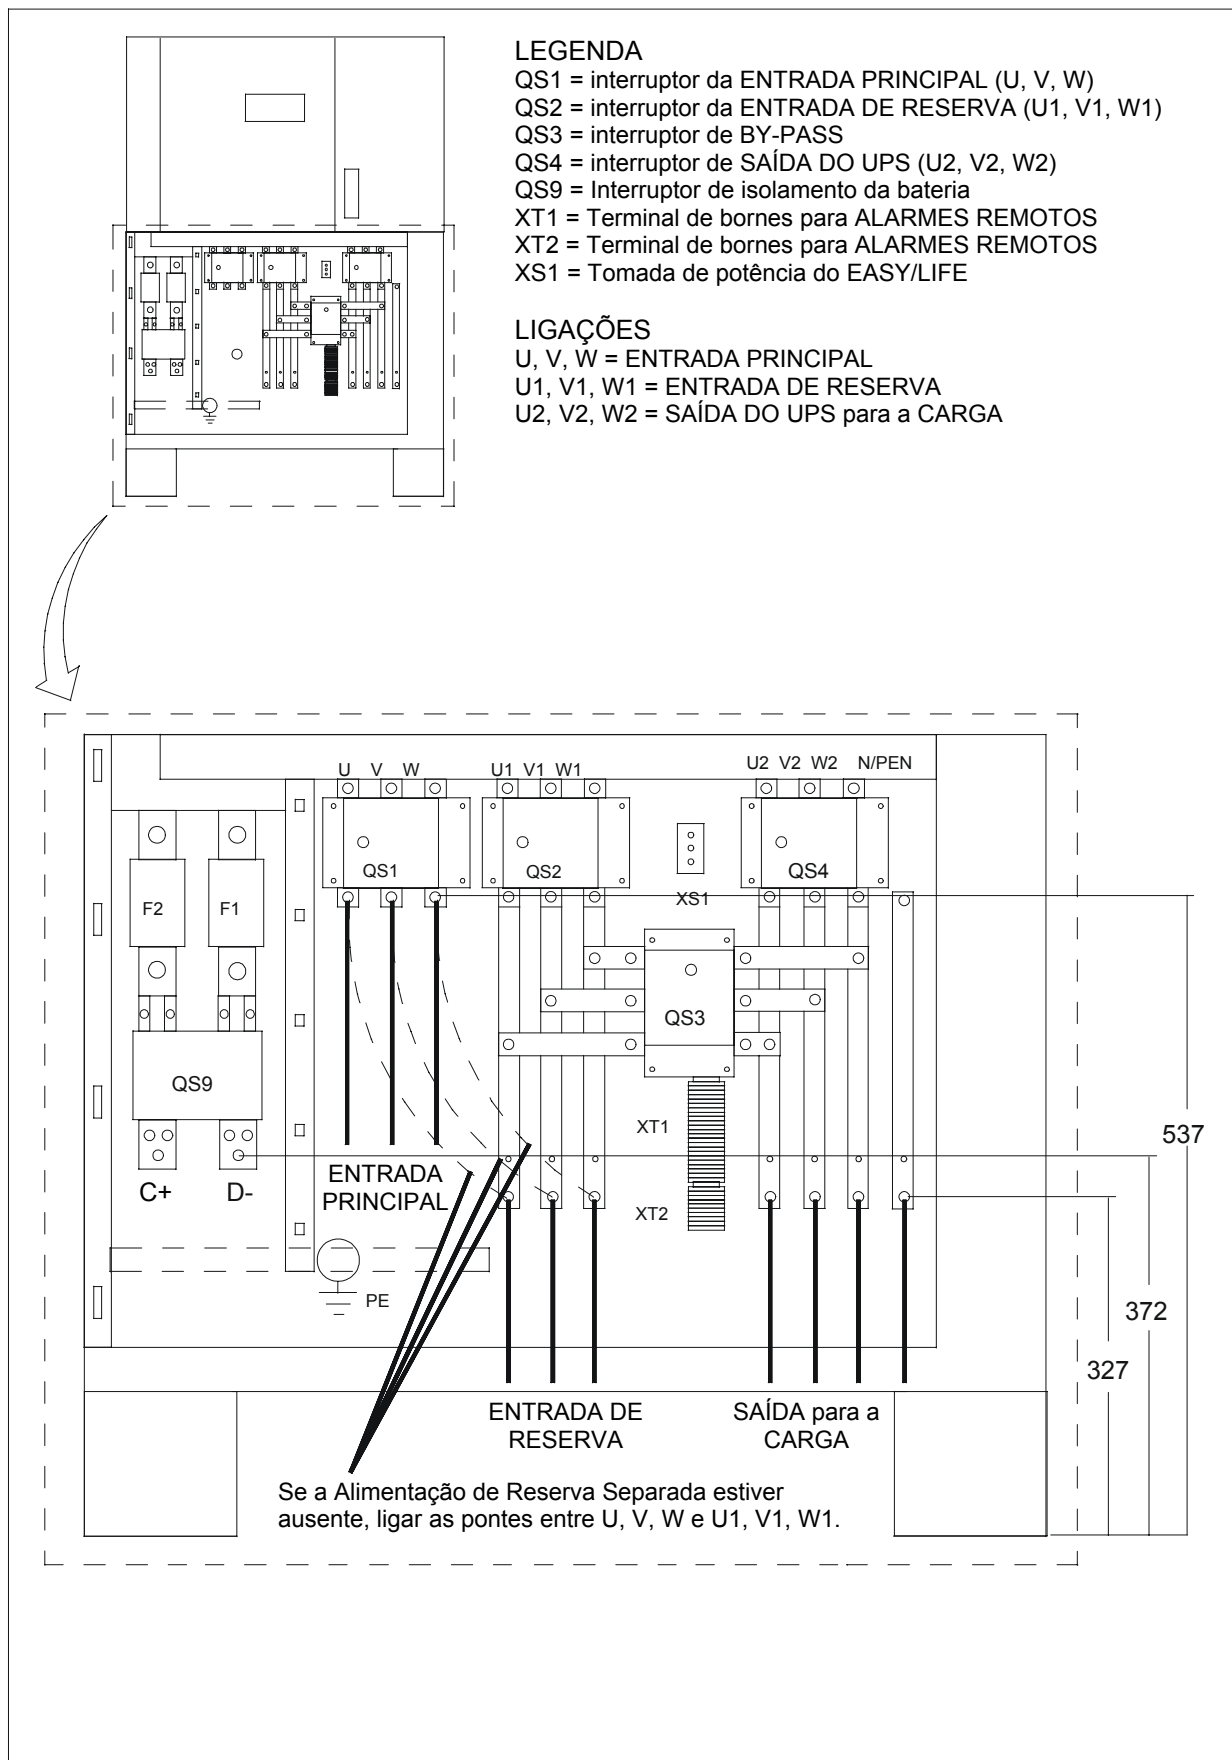 LEGENDA
QS1 = interruptor da ENTRADA PRINCIPAL (U, V, W)
QS2 = interruptor da ENTRADA DE RESERVA (U1, V1, W1)
QS3 = interruptor de BY-PASS
QS4 = interruptor de SAÍDA DO UPS (U2, V2, W2)
QS9 = Interruptor de isolamento da bateria
XT1 = Terminal de bornes para ALARMES REMOTOS
XT2 = Terminal de bornes para ALARMES REMOTOS
XS1 = Tomada de potência do EASY/LIFE
LIGAÇÕES
U, V, W = ENTRADA PRINCIPAL
U1, V1, W1 = ENTRADA DE RESERVA
U2, V2, W2 = SAÍDA DO UPS para a CARGA
U V W U1 V1 W1 U2 V2 W2 N/PEN
QS1 QS2 QS4
F2 F1 XS1
QS3
QS9
XT1
537
ENTRADA
PRINCIPAL
C+ D-
XT2
PE
372
327
ENTRADA DE
RESERVA
SAÍDA para a
CARGA
Se a Alimentação de Reserva Separada estiver
ausente, ligar as pontes entre U, V, W e U1, V1, W1.